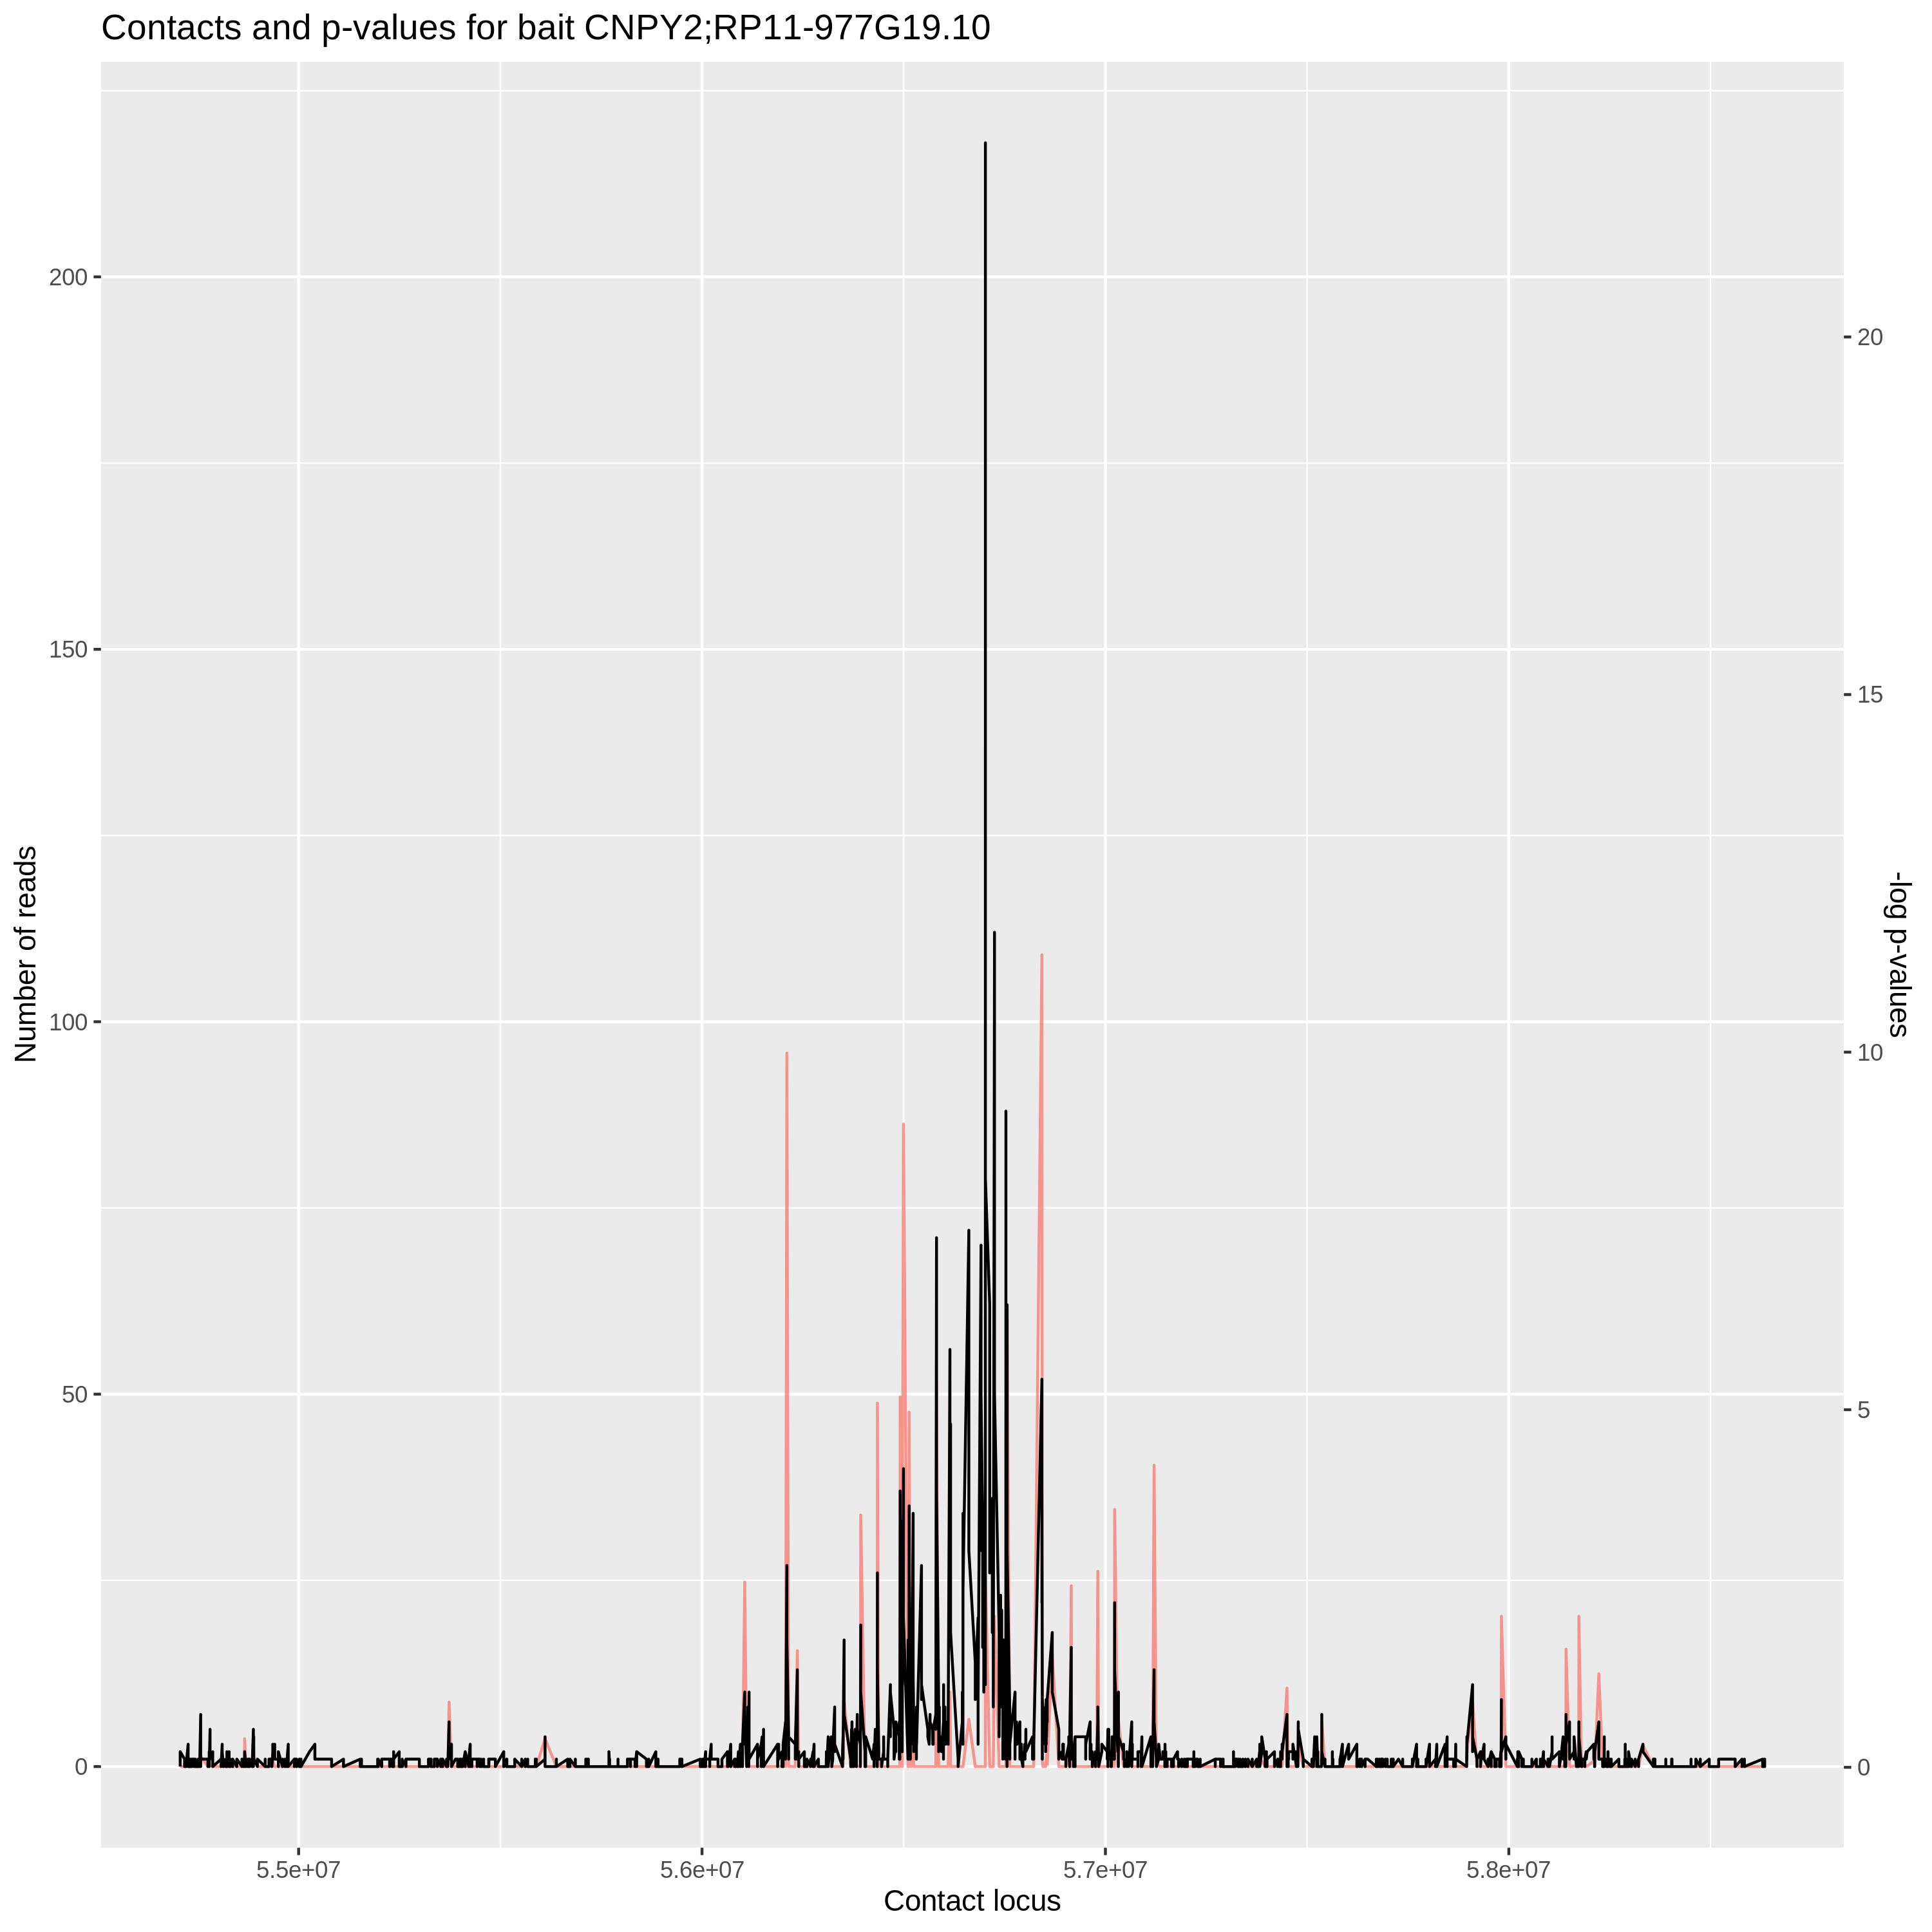 Contacts and p-values for bait CNPY2;RP11-977G19.10
200
150
100
50
0
Number of reads
20
15
10
5
0
-log p-values
5.5e+07
5.6e+07
5.7e+07
5.8e+07
Contact locus